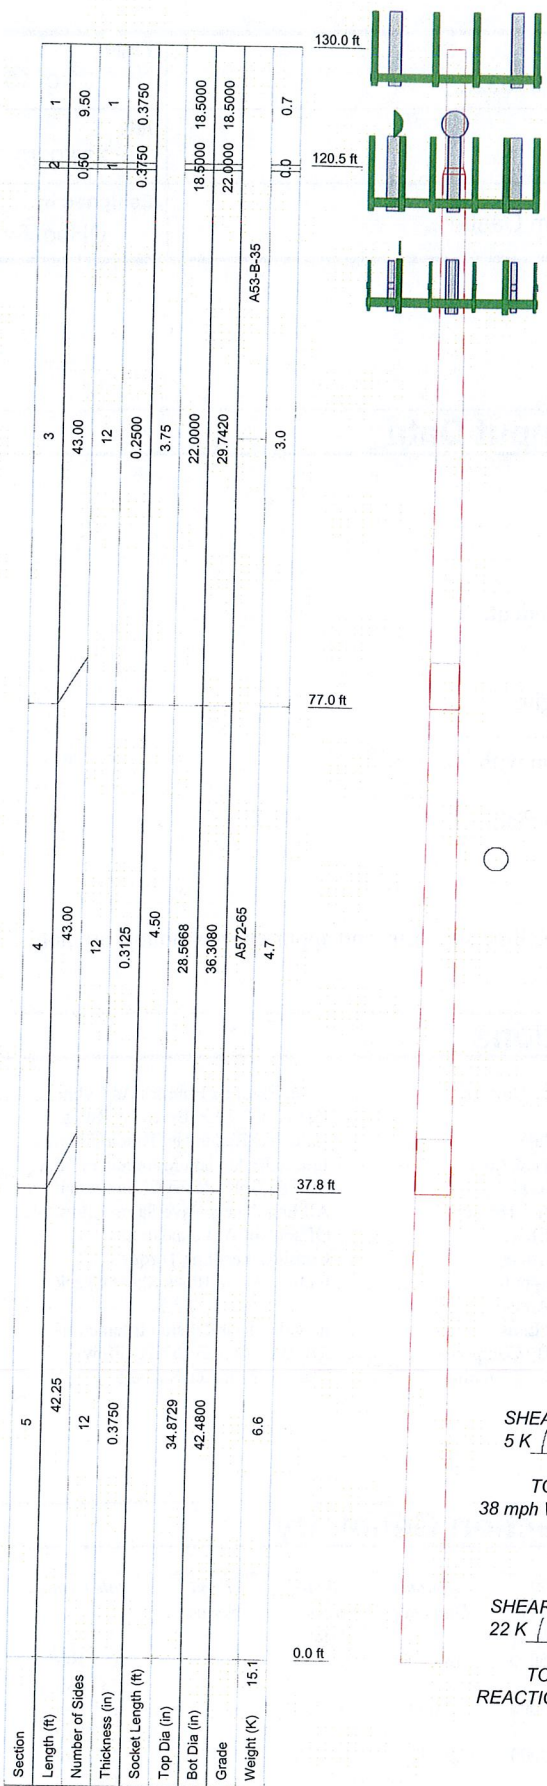 Section 5 4 3 2 1
Length (ft) 42.25 43.00 43.00 0.50 9.50
Number of Sides 12 12 12 1 1
Thickness (in) 0.3750 0.3125 0.2500 0.3750 0.3750
Socket Length (ft) 4.50 3.75
Top Dia (in) 34.8729 28.5668 22.0000 18.5000 18.5000
Bot Dia (in) 42.4800 36.3080 29.7420 22.0000 18.5000
Grade A572-65 A53-B-35
Weight (K) 15.1 6.6 4.7 3.0 0.0 0.7
130.0 ft
120.5 ft
77.0 ft
37.8 ft
0.0 ft
5 K
38 mph
22 K